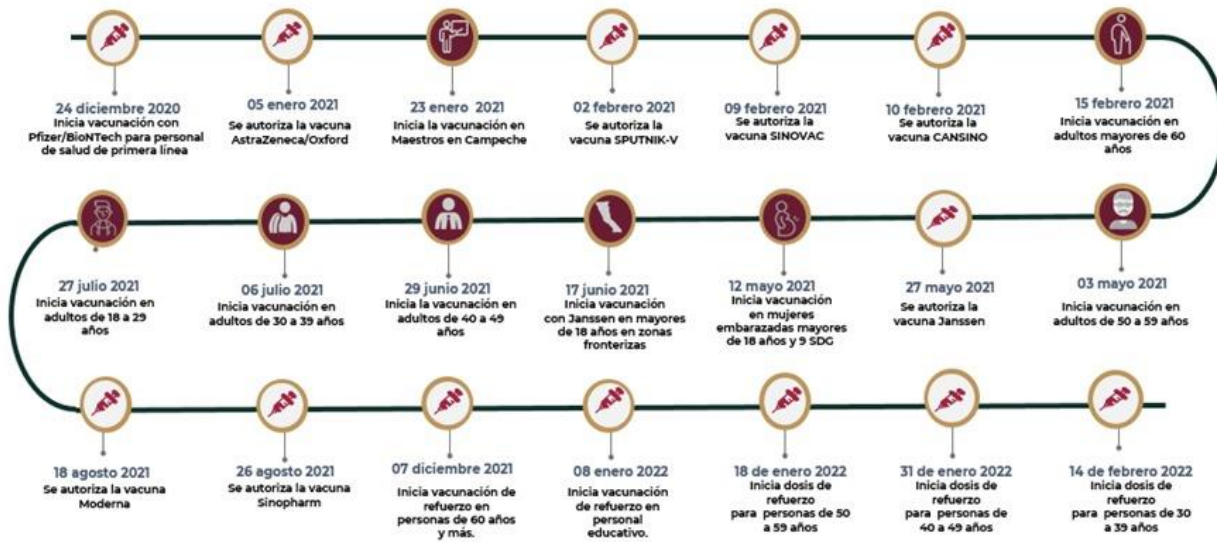 24 diciembre 2020
Inicia vacunación con
Pfizer/BioNTech para personal
de salud de primera línea
05 enero 2021
Se autoriza la vacuna
AstraZeneca/Oxford
23 enero 2021
Inicia la vacunación en
Maestros en Campeche
02 febrero 2021
Se autoriza la
vacuna SPUTNIK-V
09 febrero 2021
Se autoriza la
vacuna SINOVAC
10 febrero 2021
Se autoriza la
vacuna CANSINO
15 febrero 2021
Inicia vacunación en
adultos mayores de 60
años
03 mayo 2021
Inicia vacunación en
adultos de 50 a 59 años
27 mayo 2021
Se autoriza la
vacuna Janssen
12 mayo 2021
Inicia vacunación
en mujeres
embarazadas mayores
de 18 años y 9 SDG
17 junio 2021
Inicia vacunación
con Janssen en mayores
de 18 años en zonas
fronterizas
29 junio 2021
Inicia la vacunación en
adultos de 40 a 49
años
06 julio 2021
Inicia vacunación en
adultos de 30 a 39 años
27 julio 2021
Inicia vacunación en
adultos de 18 a 29
años
18 agosto 2021
Se autoriza la vacuna
Moderna
26 agosto 2021
Se autoriza la vacuna
Sinopharm
07 diciembre 2021
Inicia vacunación de
refuerzo en
personas de 60 años
y más.
08 enero 2022
Inicia vacunación
de refuerzo en
personal
educativo.
18 de enero 2022
Inicia dosis de
refuerzo
para personas de 50
a 59 años
31 de enero 2022
Inicia dosis de
refuerzo
para personas de
40 a 49 años
14 de febrero 2022
Inicia dosis de
refuerzo
para personas de 30
a 39 años